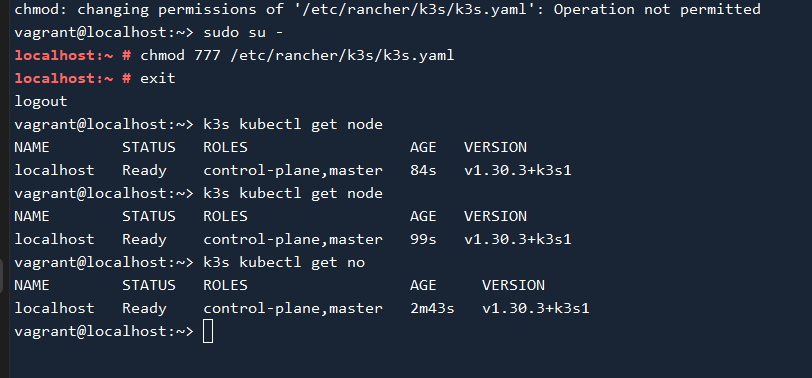 chmod: changing permissions of '/etc/rancher/k3s/k3s.yaml': Operation not permitted
vagrant@localhost:~> sudo su -
localhost:~ # chmod 777 /etc/rancher/k3s/k3s.yaml
localhost:~ # exit
logout
vagrant@localhost:~> k3s kubectl get node
NAME        STATUS   ROLES                  AGE   VERSION
localhost   Ready    control-plane,master   84s   v1.30.3+k3s1
vagrant@localhost:~> k3s kubectl get node
NAME        STATUS   ROLES                  AGE   VERSION
localhost   Ready    control-plane,master   99s   v1.30.3+k3s1
vagrant@localhost:~> k3s kubectl get no
NAME        STATUS   ROLES                  AGE     VERSION
localhost   Ready    control-plane,master   2m43s   v1.30.3+k3s1
vagrant@localhost:~>